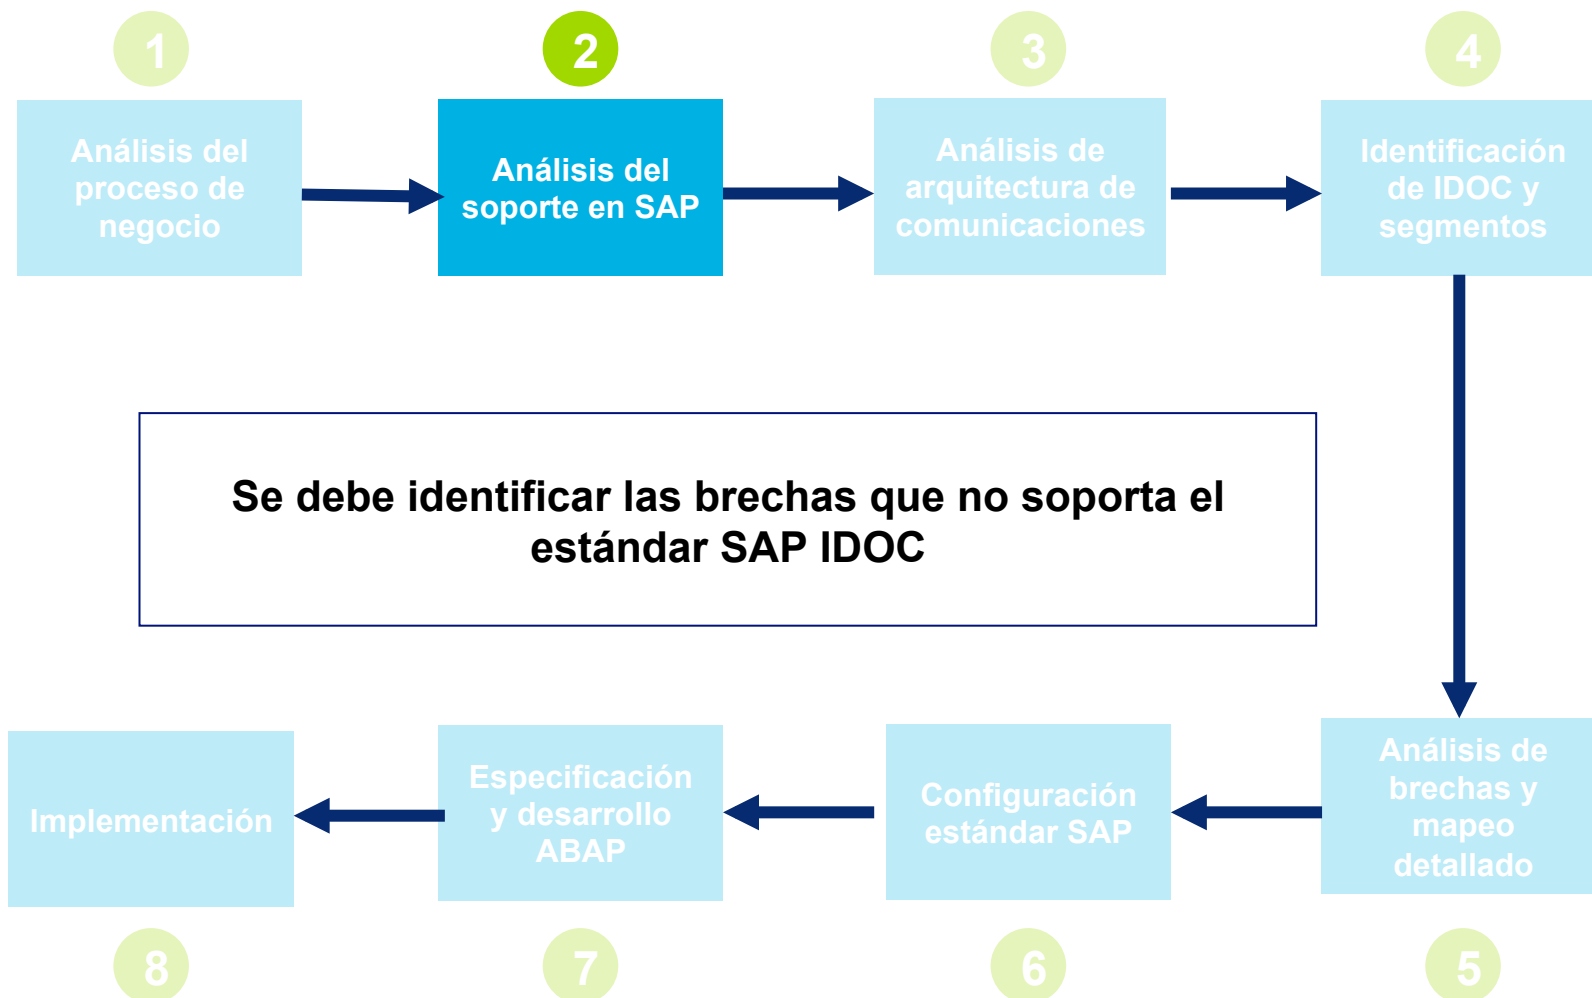 1
2
3
4
Análisis del
proceso de
negocio
Análisis del
soporte en SAP
Análisis de
arquitectura de
comunicaciones
Identificación
de IDOC y
segmentos
Se debe identificar las brechas que no soporta el
estándar SAP IDOC
Implementación
Especificación
y desarrollo
ABAP
Configuración
estándar SAP
Análisis de
brechas y
mapeo
detallado
8
7
6
5